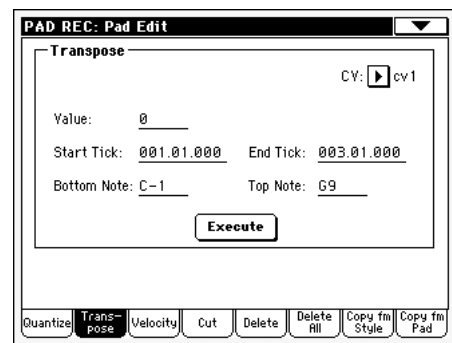 PAD REC: Pad Edit
Transpose
CV: cv1
Value: 0
Start Tick: 001.01.000 End Tick: 003.01.000
Bottom Note: C-1 Top Note: G9
Execute
Quantize Trans-pose Velocity Cut Delete Delete All Copy fm Style Copy fm Pad